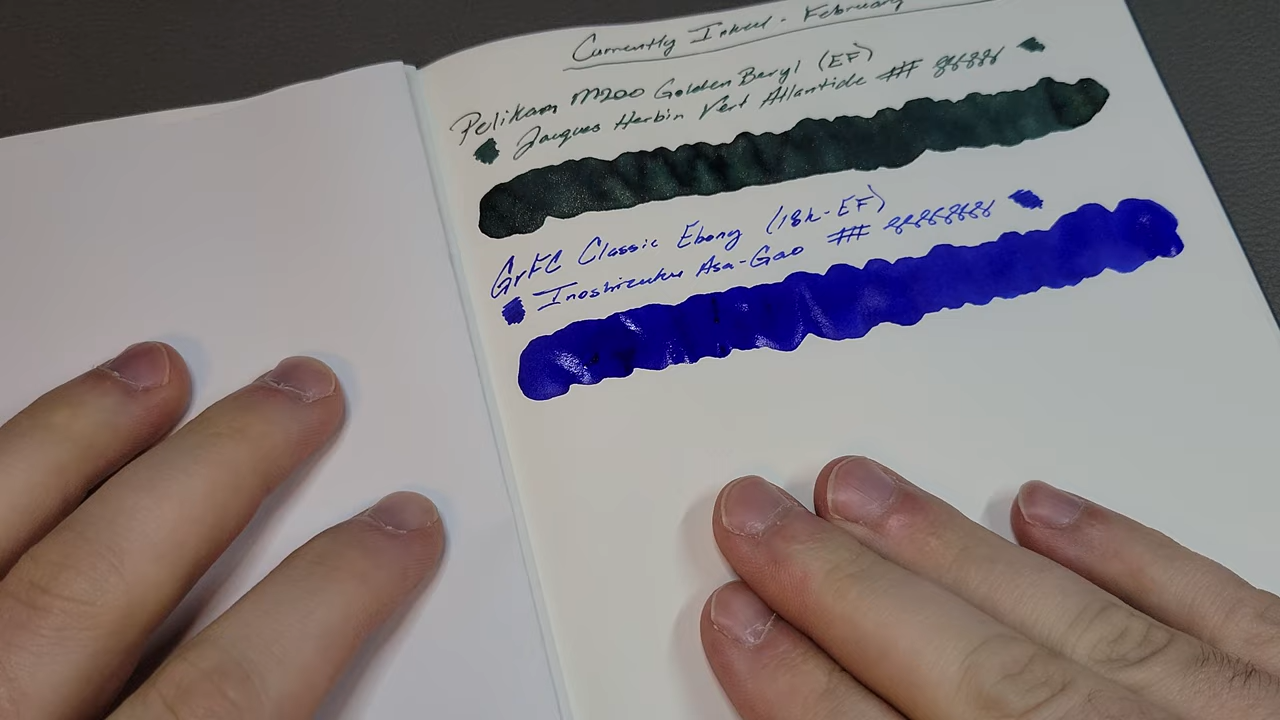 Currently Inked - February
Pelikan M200 Golden Beryl (EF)
Jacques Herbin Vert Atlantide
GrFC Classic Ebony (18k-EF)
Iroshizuku Asa-Gao